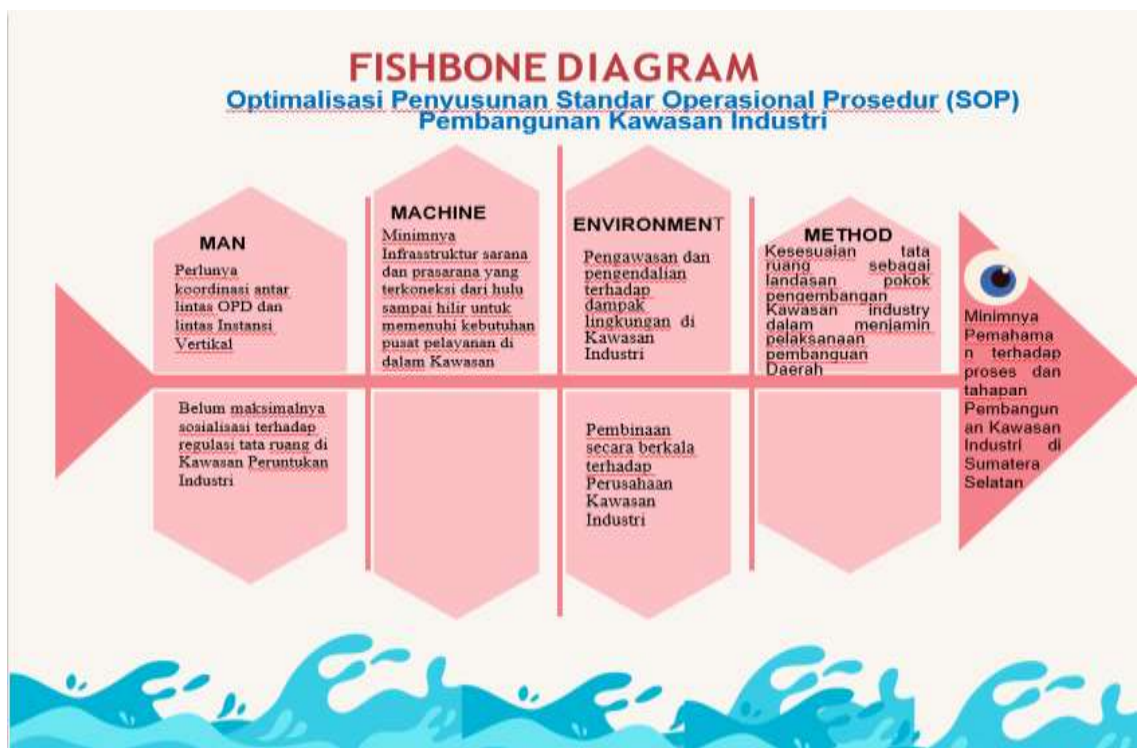 FISHBONE DIAGRAM
Optimalisasi Penyusunan Standar Operasional Prosedur (SOP)
Pembangunan Kawasan Industri
MAN
Perlunya
koordinasi antar
lintas OPD dan
lintas Instansi
Vertikal
Belum maksimalnya
sosialisasi terhadap
regulasi tata ruang di
Kawasan Peruntukan
Industri
MACHINE
Minimnya
Infrasstruktur sarana
dan prasarana yang
terkoneksi dari hulu
sampai hilir untuk
memenuhi kebutuhan
pusat pelayanan di
dalam Kawasan
ENVIRONMENT
Pengawasan dan
pengendalian
terhadap
dampak
lingkungan di
Kawasan
Industri
Pembinaan
secara berkala
terhadap
Perusahaan
Kawasan
Industri
METHOD
Kesesuaian tata
ruang sebagai
landasan pokok
pengembangan
Kawasan industry
dalam menjamin
pelaksanaan
pembanguan
Daerah
Minimnya
Pemahama
n terhadap
proses dan
tahapan
Pembangun
an Kawasan
Industri di
Sumatera
Selatan